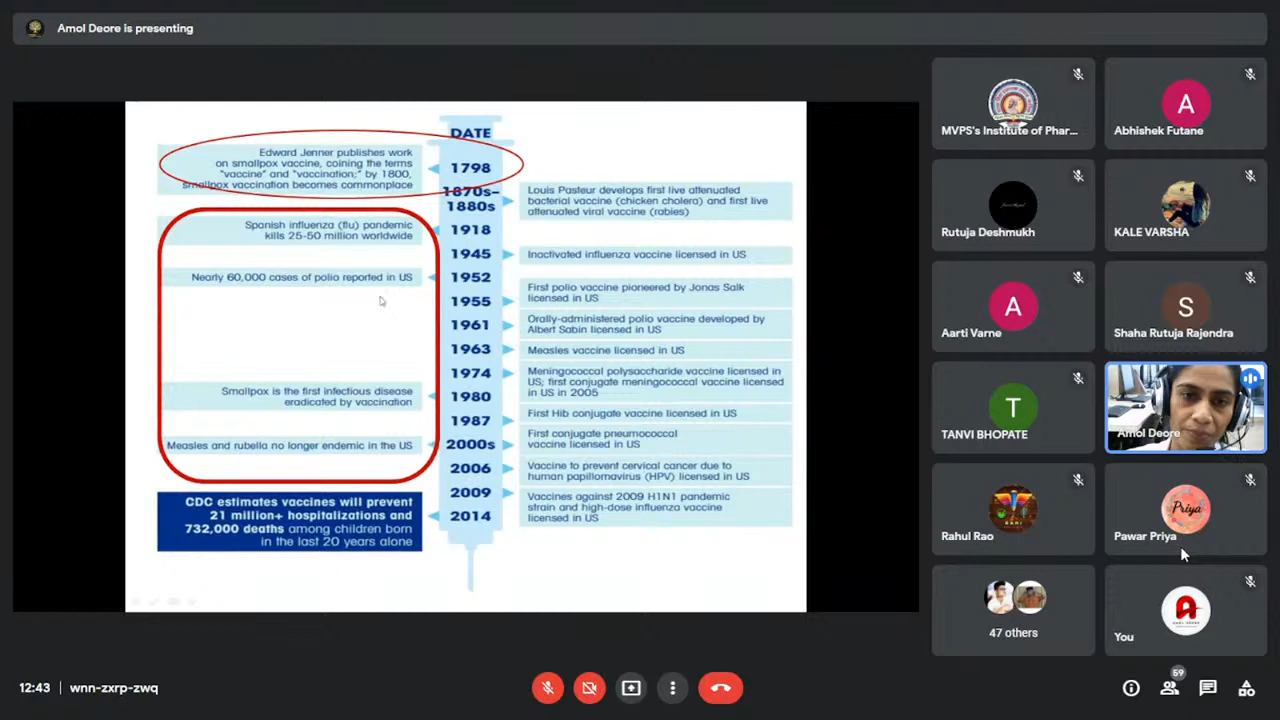 Amol Deore is presenting
DATE
Edward Jenner publishes work
on smallpox vaccine, coining the terms
"vaccine" and "vaccination;" by 1800,
smallpox vaccination becomes commonplace
1798
1870s–
1880s
Louis Pasteur develops first live attenuated
bacterial vaccine (chicken cholera) and first live
attenuated viral vaccine (rabies)
Spanish influenza (flu) pandemic
kills 25-50 million worldwide
1918
1945
Inactivated influenza vaccine licensed in US
Nearly 60,000 cases of polio reported in US
1952
1955
First polio vaccine pioneered by Jonas Salk
licensed in US
1961
Orally-administered polio vaccine developed by
Albert Sabin licensed in US
1963
Measles vaccine licensed in US
1974
Meningococcal polysaccharide vaccine licensed in
US; first conjugate meningococcal vaccine licensed
in US in 2005
Smallpox is the first infectious disease
eradicated by vaccination
1980
1987
First Hib conjugate vaccine licensed in US
Measles and rubella no longer endemic in the US
2000s
First conjugate pneumococcal
vaccine licensed in US
2006
Vaccine to prevent cervical cancer due to
human papillomavirus (HPV) licensed in US
2009
Vaccines against 2009 H1N1 pandemic
strain and high-dose influenza vaccine
licensed in US
CDC estimates vaccines will prevent
21 million+ hospitalizations and
732,000 deaths among children born
in the last 20 years alone
2014
MVPS's Institute of Phar...
A
Abhishek Futane
Rutuja Deshmukh
KALE VARSHA
A
Aarti Varne
S
Shaha Rutuja Rajendra
T
TANVI BHOPATE
Amol Deore
Rahul Rao
Priya
Pawar Priya
47 others
You
12:43 | wnn-zxrp-zwq
59